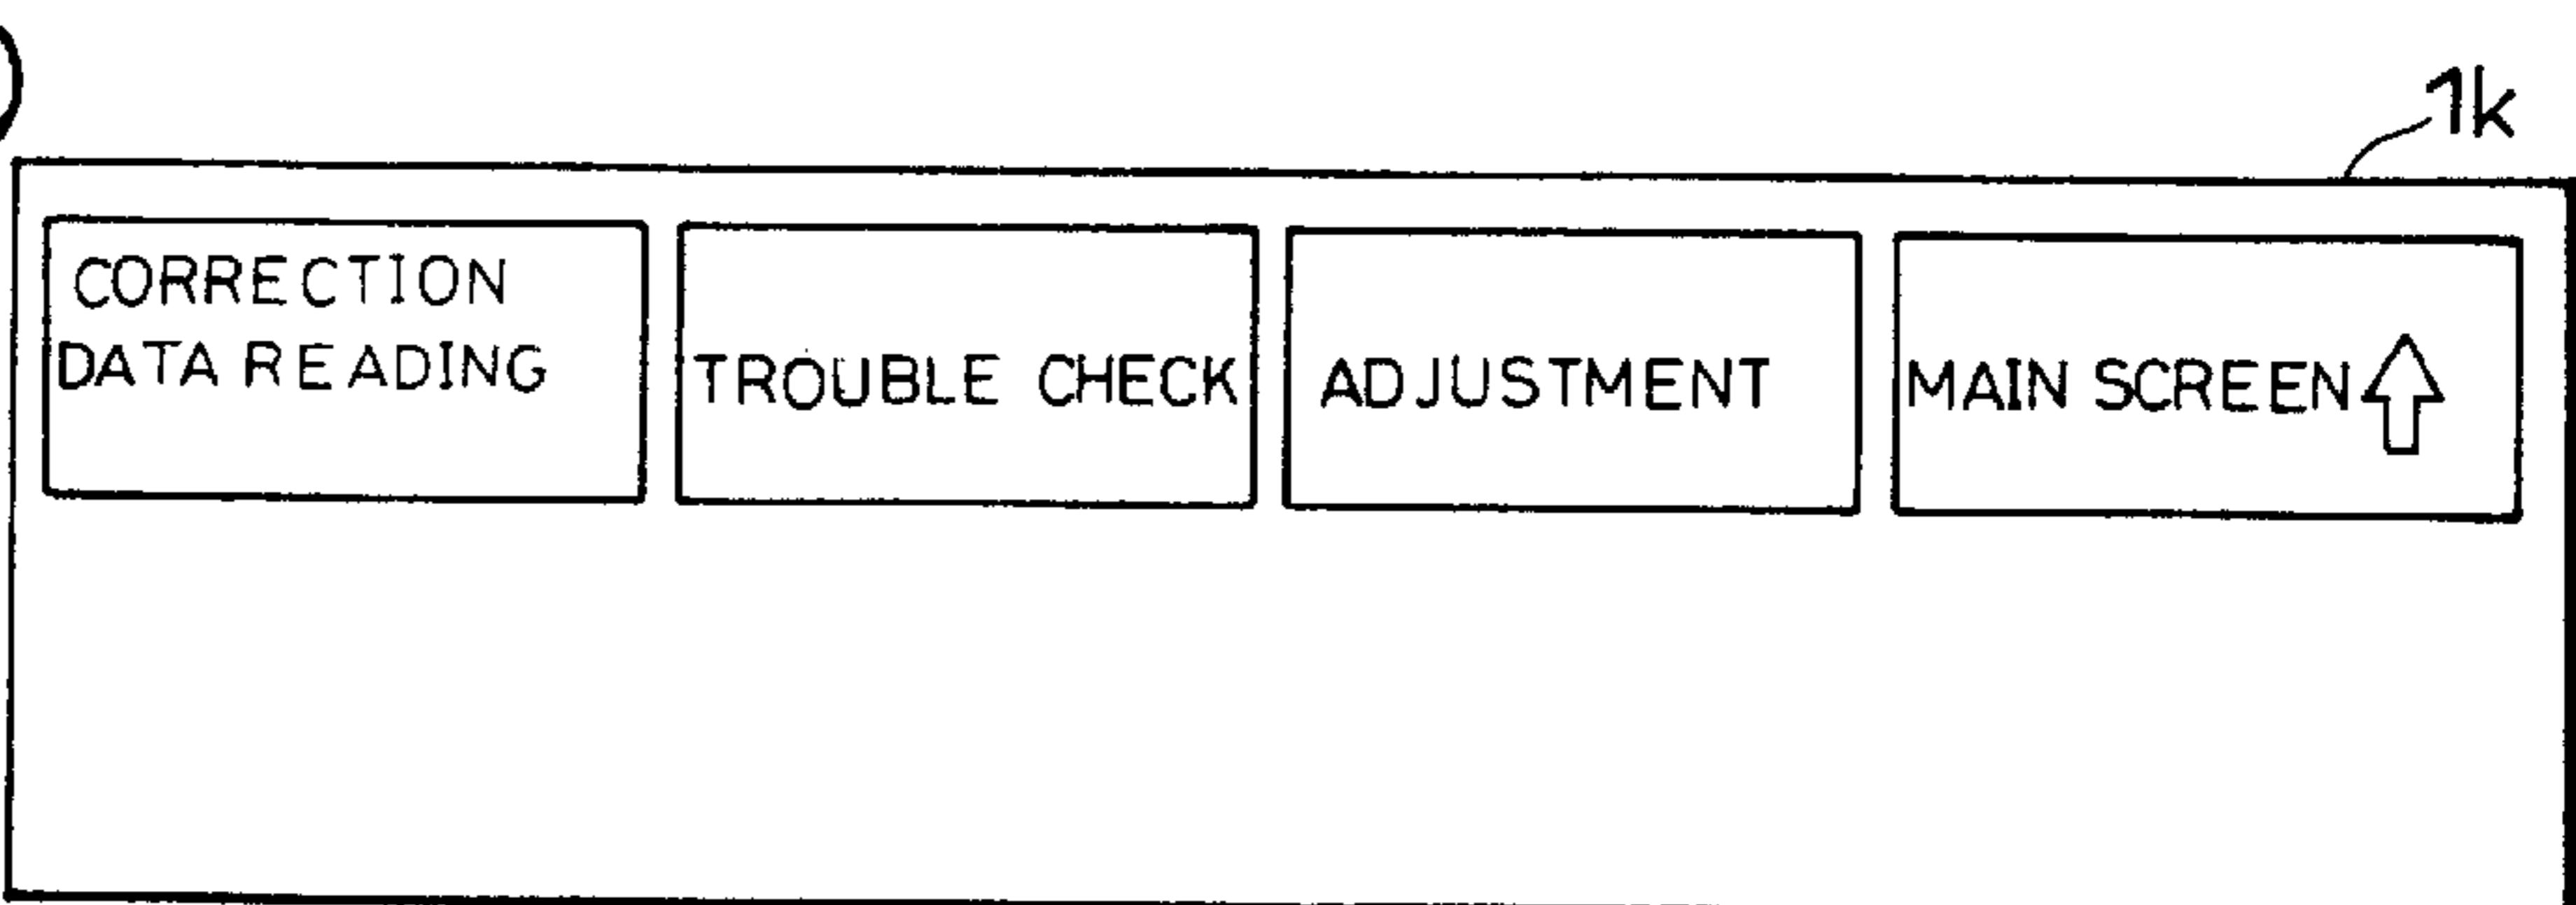 1k
CORRECTION
DATA READING
TROUBLE CHECK
ADJUSTMENT
MAIN SCREEN